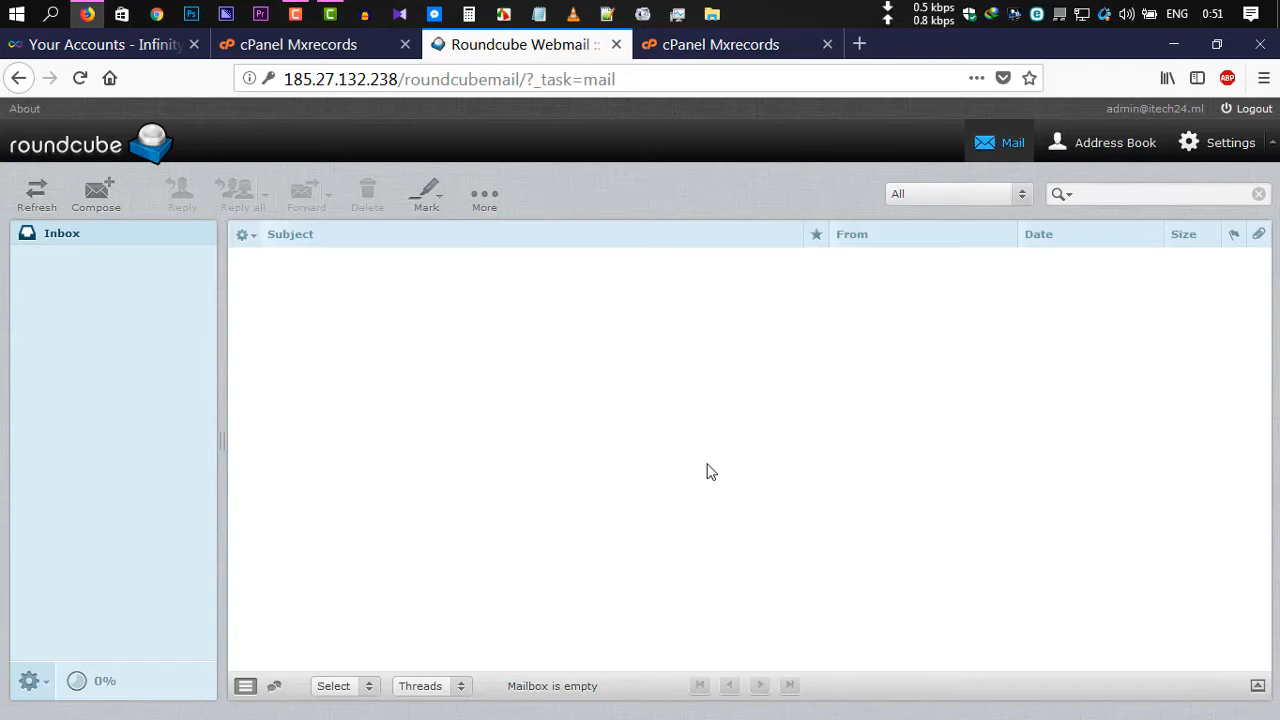 0.5 kbps
0.8 kbps
ENG
0:51
Your Accounts - Infinity
cPanel Mxrecords
Roundcube Webmail ::
cPanel Mxrecords
185.27.132.238/roundcubemail/?_task=mail
ABP
About
admin@itech24.ml
Logout
roundcube
Mail
Address Book
Settings
Refresh
Compose
Reply
Reply all
Forward
Delete
Mark
More
All
Inbox
Subject
From
Date
Size
0%
Select
Threads
Mailbox is empty